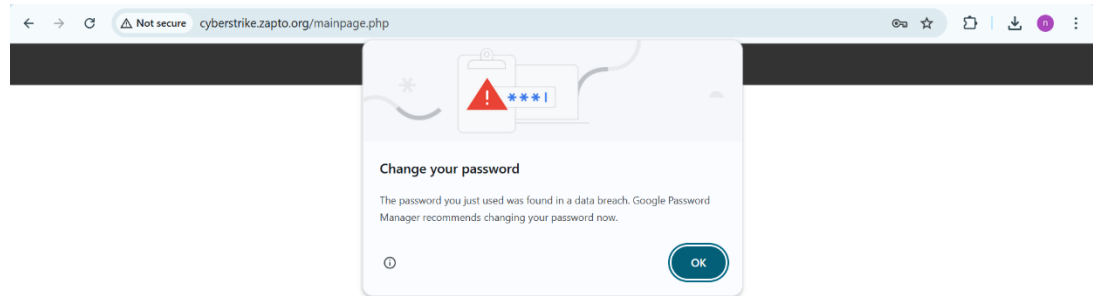 Not secure cyberstrike.zapto.org/mainpage.php
n
***|
Change your password
The password you just used was found in a data breach. Google Password
Manager recommends changing your password now.
OK